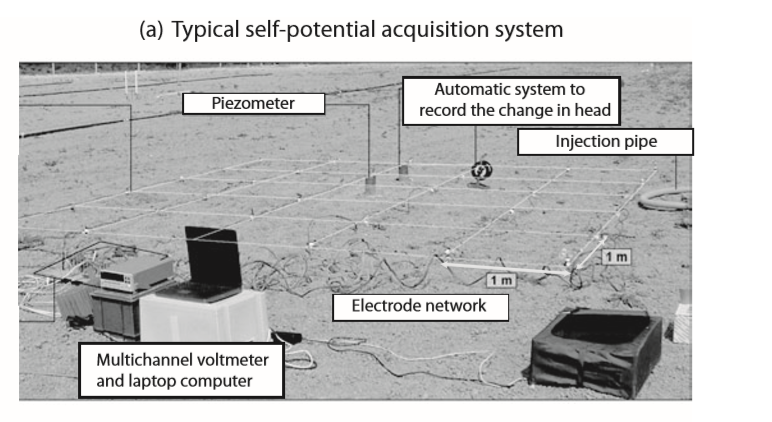 (a) Typical self-potential acquisition system
Piezometer
Automatic system to
record the change in head
Injection pipe
1 m
1 m
Electrode network
Multichannel voltmeter
and laptop computer